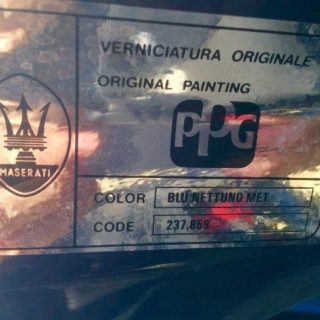 VERNICIATURA ORIGINALE
ORIGINAL PAINTING
PPG
MASERATI
COLOR BLU NETTUNO MET
CODE 237.869